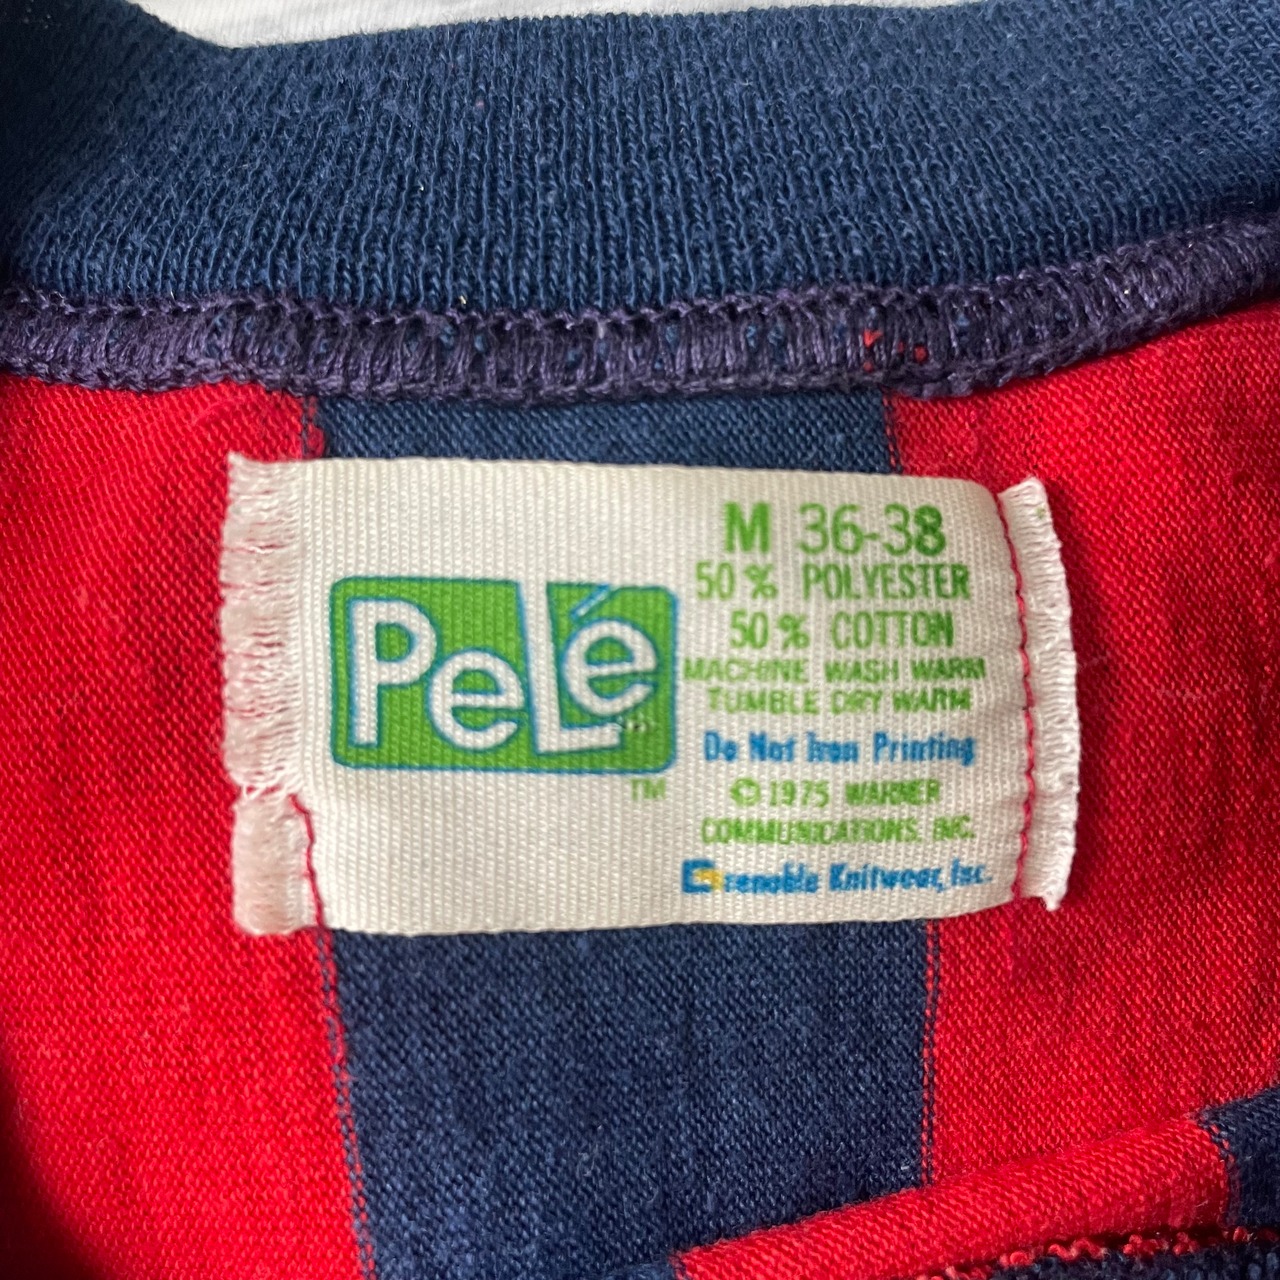 PeLé
TM
M 36-38
50% POLYESTER
50% COTTON
MACHINE WASH WARM
TUMBLE DRY WARM
Do Not Iron Printing
© 1975 WARNER
COMMUNICATIONS, INC.
Grenoble Knitwear, Inc.